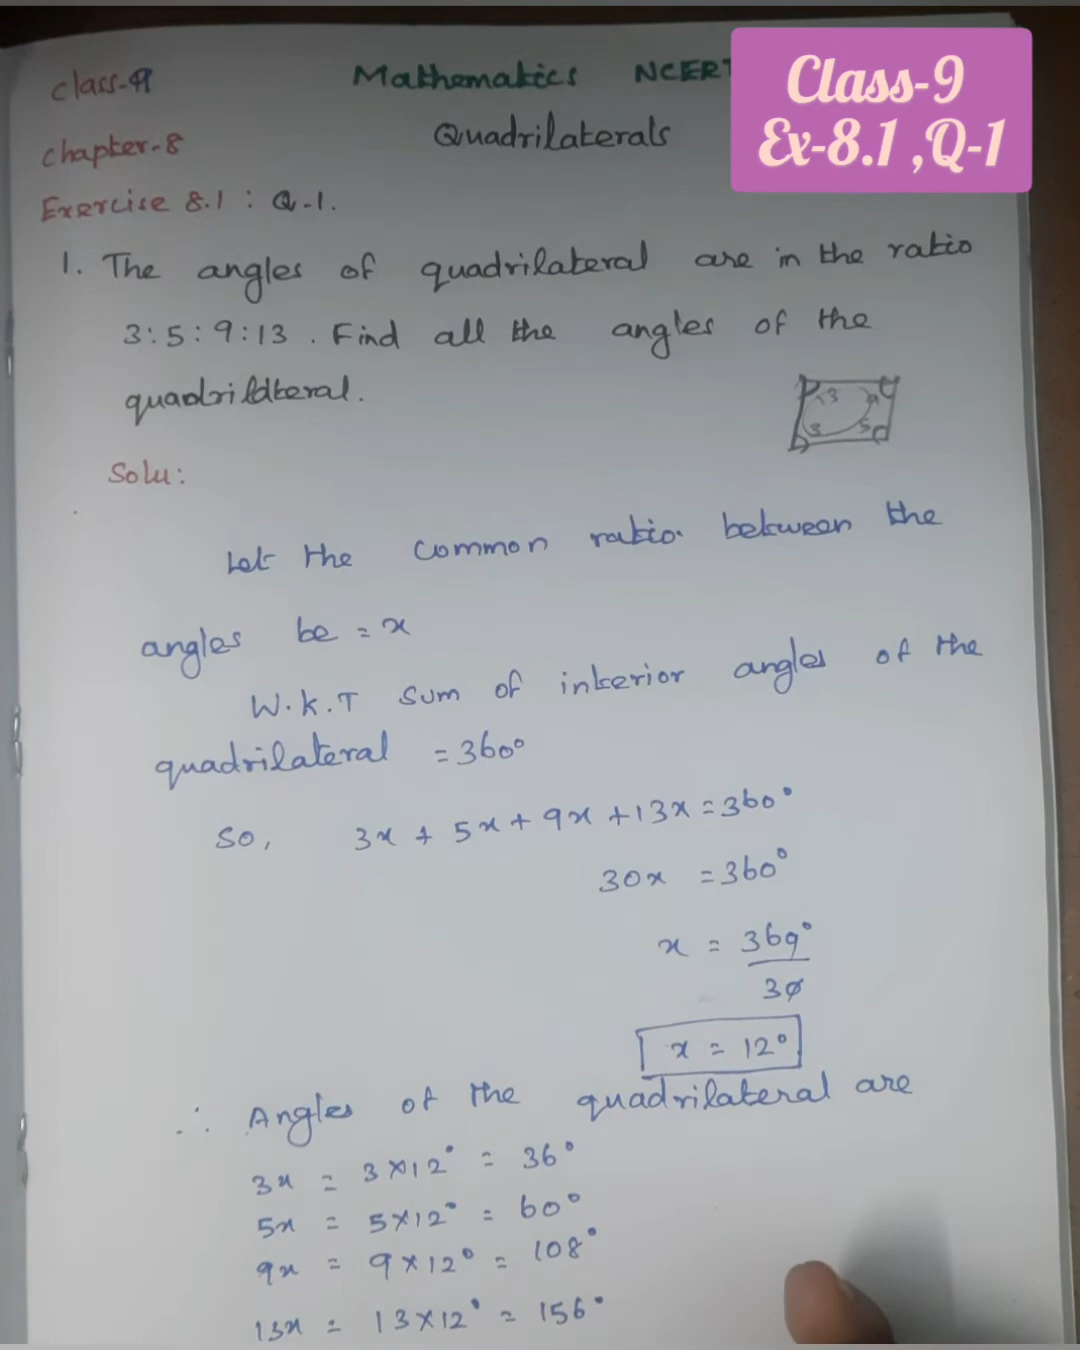 class-9
Mathematics NCERT
Class-9
Ex-8.1 ,Q-1
chapter-8
Quadrilaterals
Exercise 8.1 : Q-1.
1. The angles of quadrilateral are in the ratio
3:5:9:13 . Find all the angles of the
quadrilateral.
Solu:
Let the common ratio between the
angles be = x
W.K.T sum of interior angles of the
quadrilateral = 360°
So, 3x + 5x + 9x + 13x = 360°
30x = 360°
x = 360°
30
x = 12°
∴ Angles of the quadrilateral are
3x = 3×12° = 36°
5x = 5×12° = 60°
9x = 9×12° = 108°
13x = 13×12° = 156°